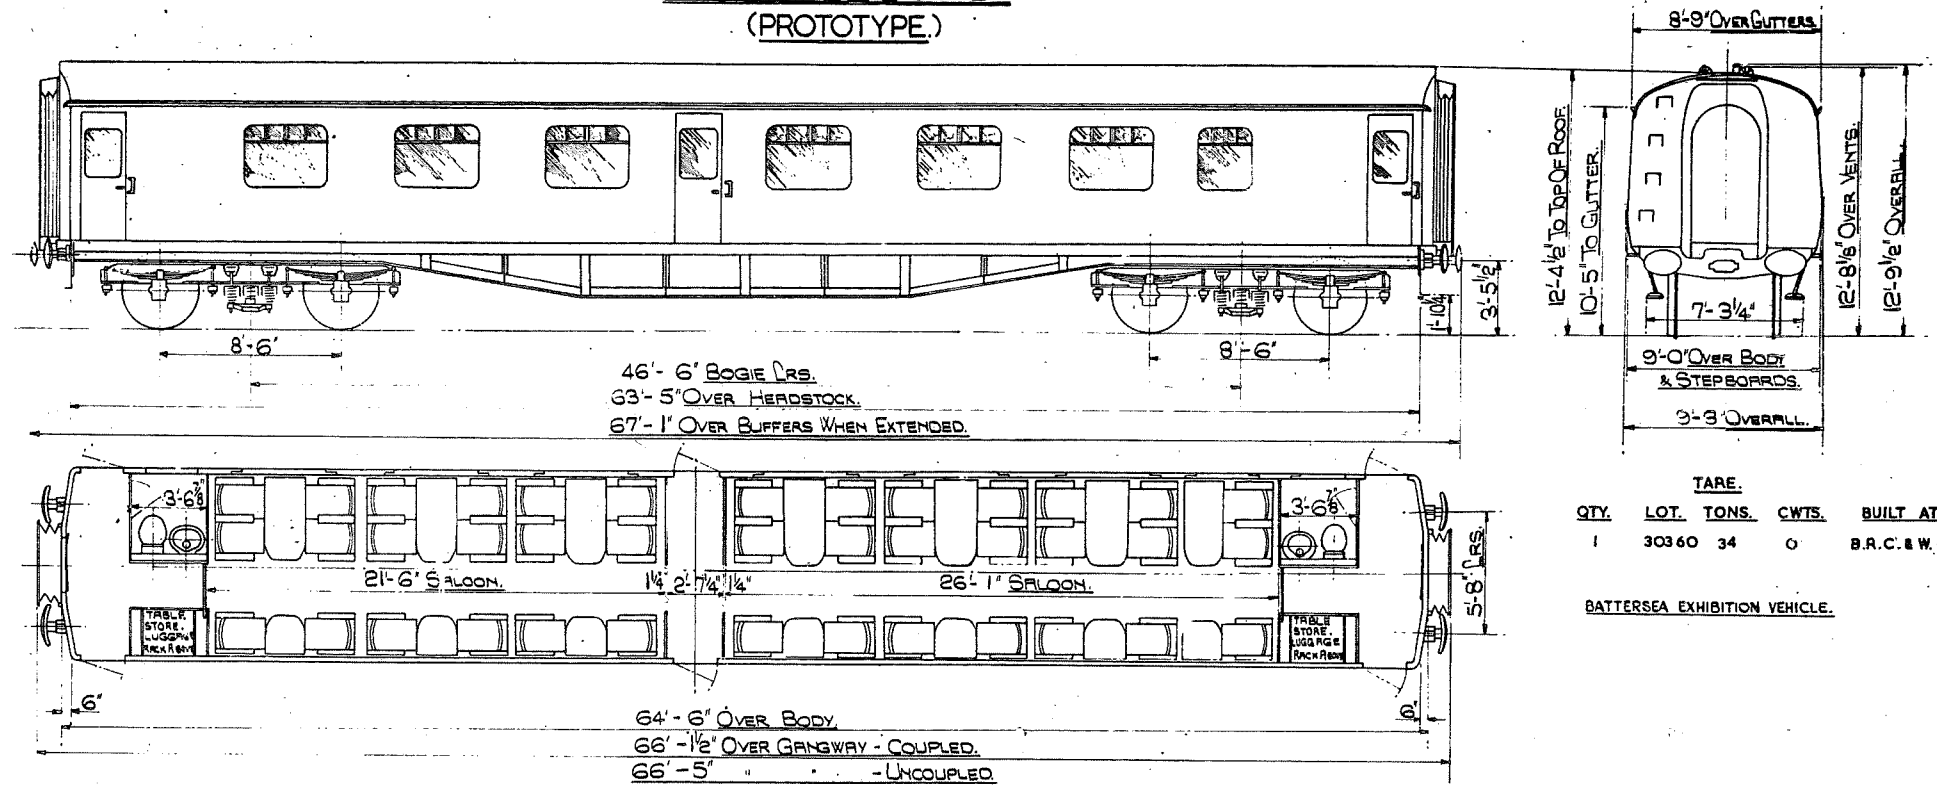 (PROTOTYPE.)
8'-9" OVER GUTTERS.
12'-4½" TO TOP OF ROOF.
10'-5" TO GUTTER.
12'-8⅛" OVER VENTS.
12'-9½" OVERALL.
3'-5½"
7'-3¼"
8'-6"
8'-6"
46'-6" BOGIE CRS.
63'-5" OVER HEADSTOCK.
67'-1" OVER BUFFERS WHEN EXTENDED.
9'-0" OVER BODY
& STEPBOARDS.
9'-3" OVERALL.
3'-6⅞"
3'-6⅞"
21'-6" SALOON.
1¼"
2'-7¼"
1¼"
26'-1" SALOON.
5'-8" CRS.
TABLE
STORE.
LUGGAGE
RACK ABOVE
TABLE
STORE.
LUGGAGE
RACK ABOVE
TARE.
QTY. LOT. TONS. CWTS. BUILT AT
1 30360 34 0 B.R.C. & W.
BATTERSEA EXHIBITION VEHICLE.
6"
6"
64'-6" OVER BODY.
66'-1½" OVER GANGWAY - COUPLED.
66'-5" " " - UNCOUPLED.